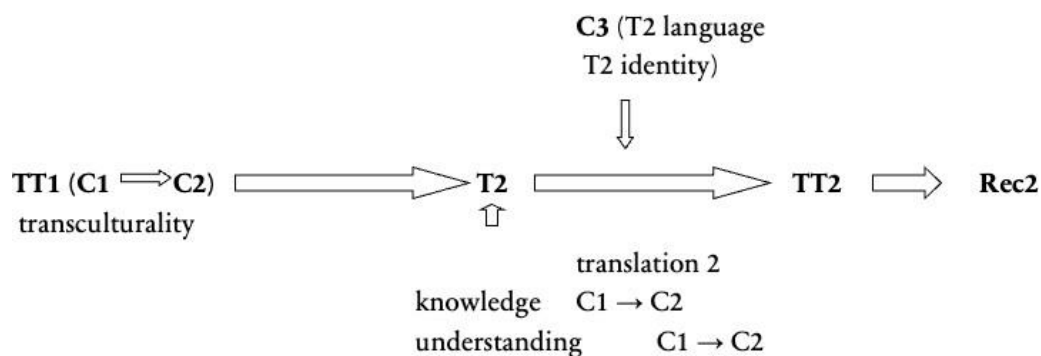 C3 (T2 language
T2 identity)
TT1 (C1 C2) T2 TT2 Rec2
transculturality
translation 2
knowledge C1 → C2
understanding C1 → C2